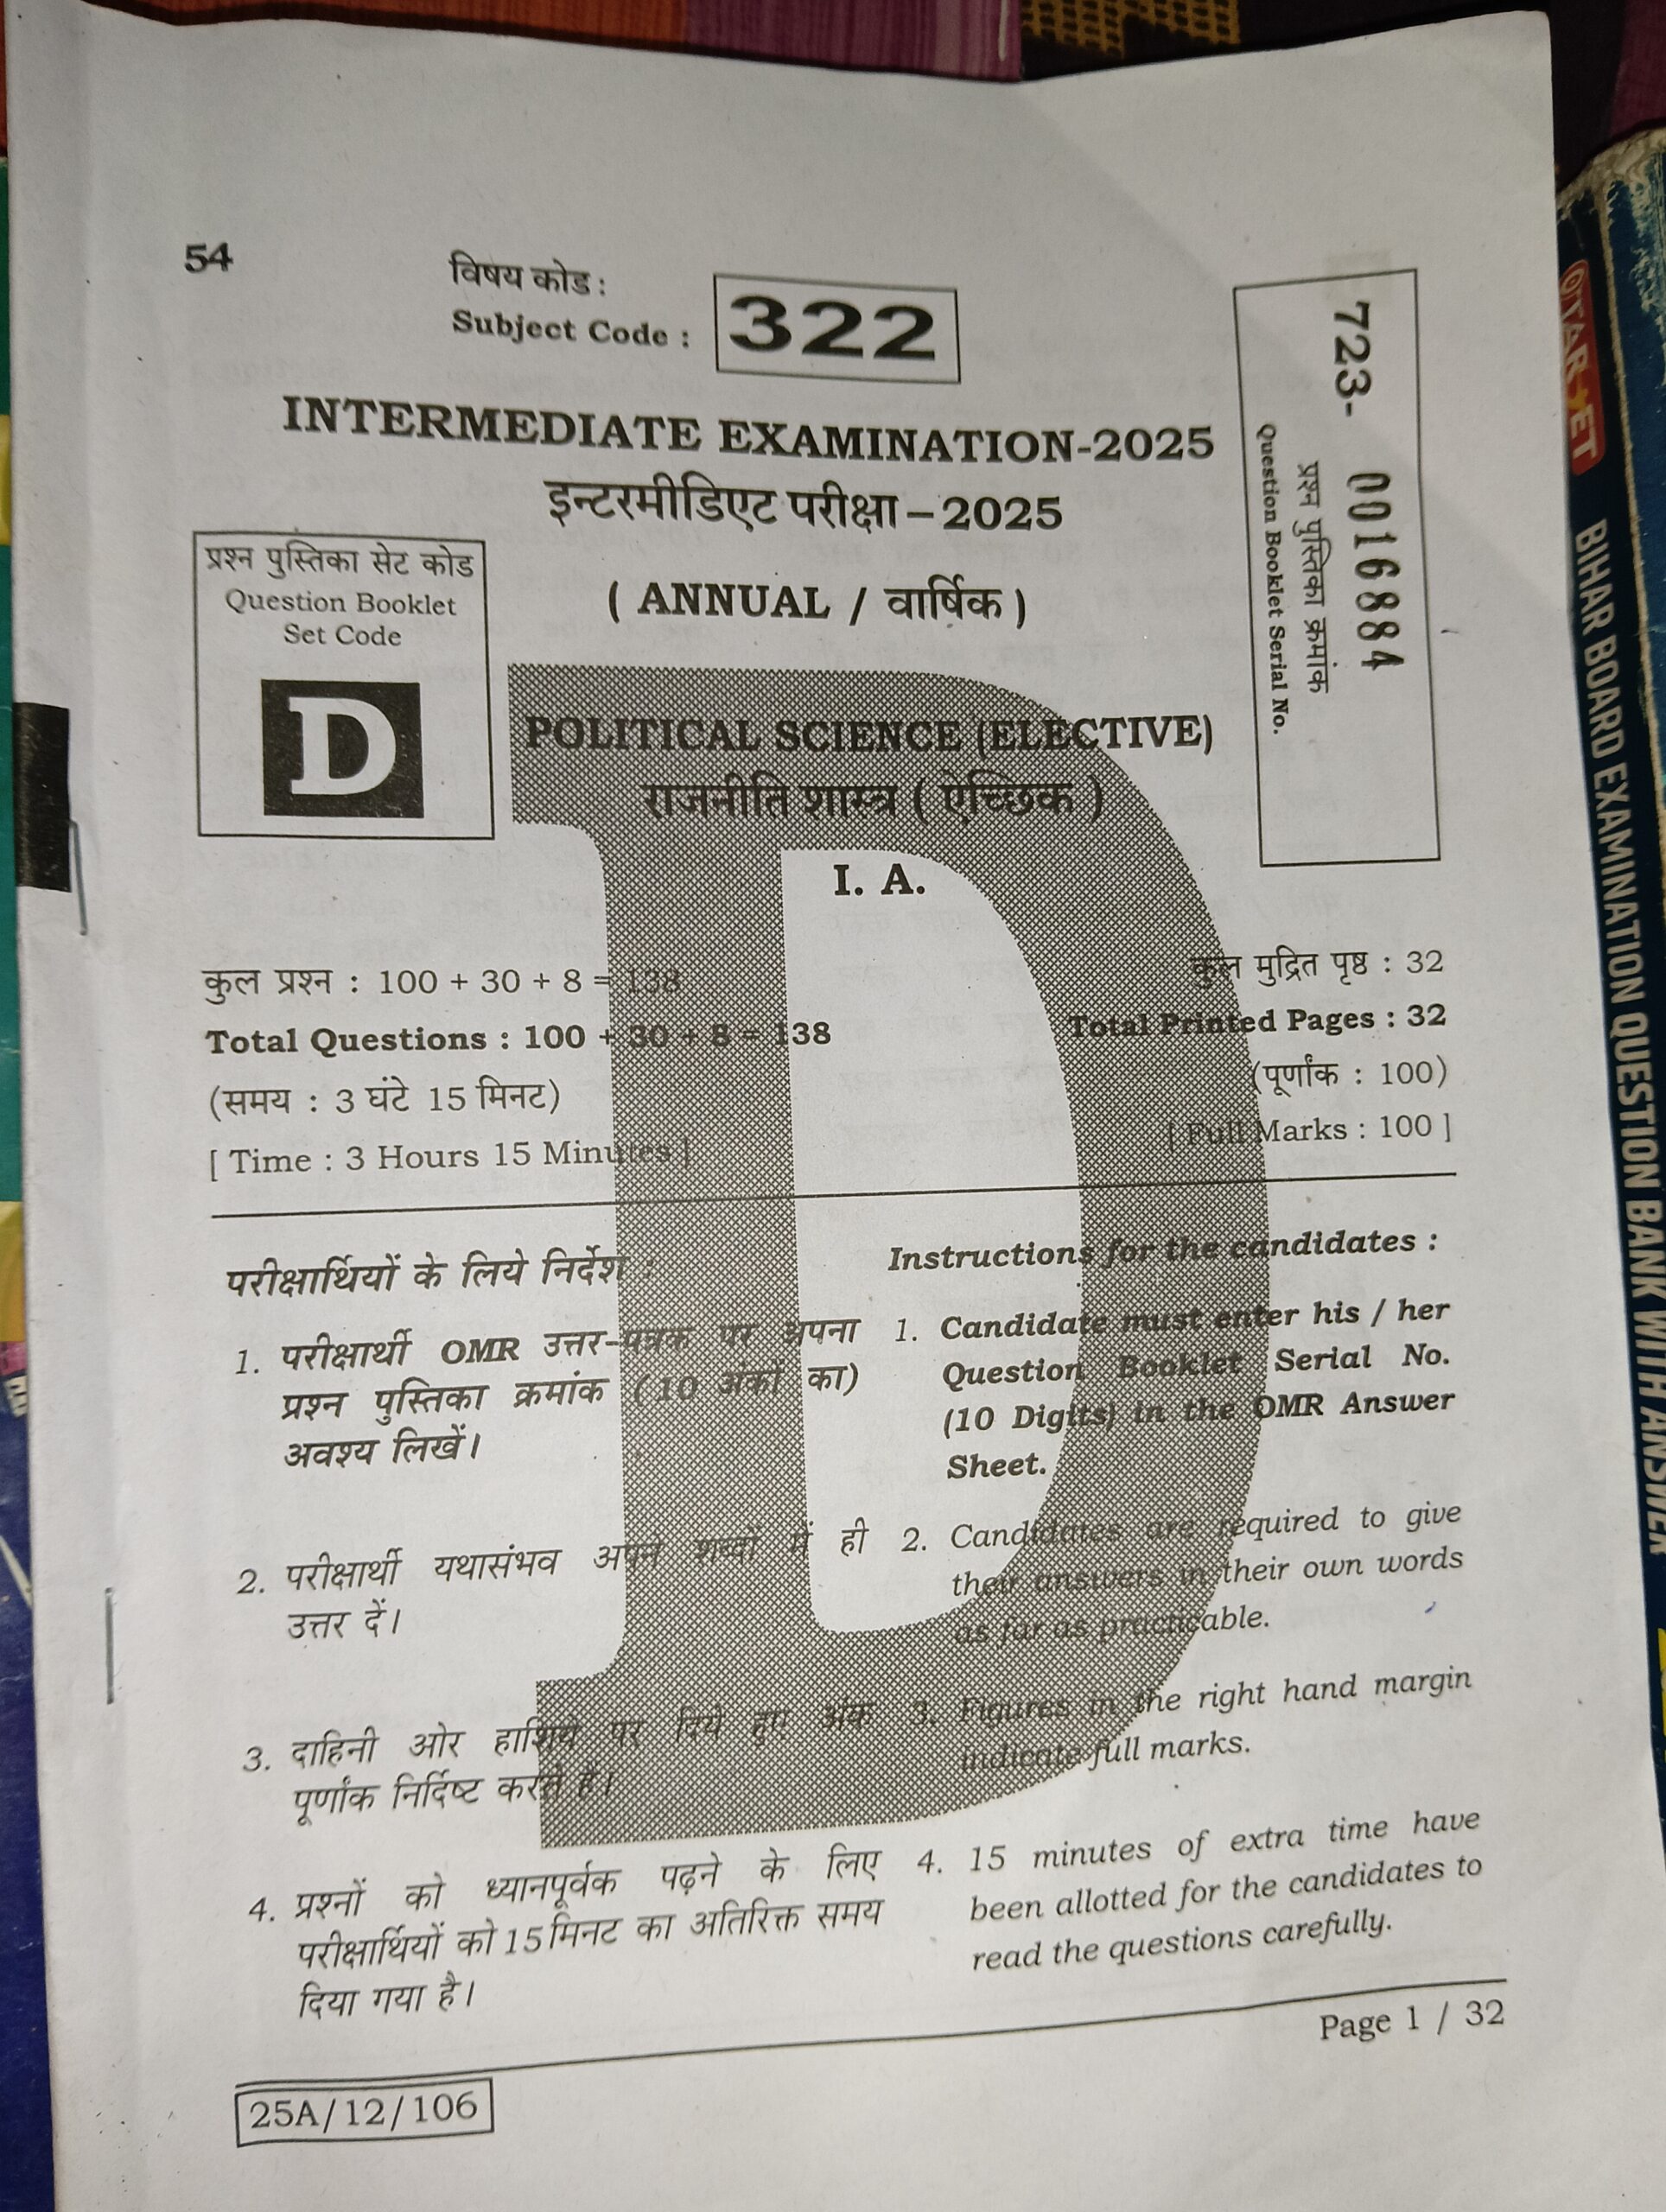 54
विषय कोड :
Subject Code :
322
INTERMEDIATE EXAMINATION-2025
इन्टरमीडिएट परीक्षा – 2025
( ANNUAL / वार्षिक )
प्रश्न पुस्तिका सेट कोड
Question Booklet
Set Code
D
723- 0016884
प्रश्न पुस्तिका क्रमांक
Question Booklet Serial No.
POLITICAL SCIENCE (ELECTIVE)
राजनीति शास्त्र ( ऐच्छिक )
I. A.
कुल प्रश्न : 100 + 30 + 8 = 138
Total Questions : 100 + 30 + 8 = 138
(समय : 3 घंटे 15 मिनट)
[ Time : 3 Hours 15 Minutes ]
कुल मुद्रित पृष्ठ : 32
Total Printed Pages : 32
(पूर्णांक : 100)
[ Full Marks : 100 ]
परीक्षार्थियों के लिये निर्देश :
1. परीक्षार्थी OMR उत्तर-पत्रक पर अपना
प्रश्न पुस्तिका क्रमांक (10 अंकों का)
अवश्य लिखें।
2. परीक्षार्थी यथासंभव अपने शब्दों में ही
उत्तर दें।
3. दाहिनी ओर हाशिये पर दिये हुए अंक
पूर्णांक निर्दिष्ट करते हैं।
4. प्रश्नों को ध्यानपूर्वक पढ़ने के लिए
परीक्षार्थियों को 15 मिनट का अतिरिक्त समय
दिया गया है।
Instructions for the candidates :
1. Candidate must enter his / her
Question Booklet Serial No.
(10 Digits) in the OMR Answer
Sheet.
2. Candidates are required to give
their answers in their own words
as far as practicable.
3. Figures in the right hand margin
indicate full marks.
4. 15 minutes of extra time have
been allotted for the candidates to
read the questions carefully.
Page 1 / 32
25A/12/106
BIHAR BOARD EXAMINATION QUESTION BANK WITH ANSWER